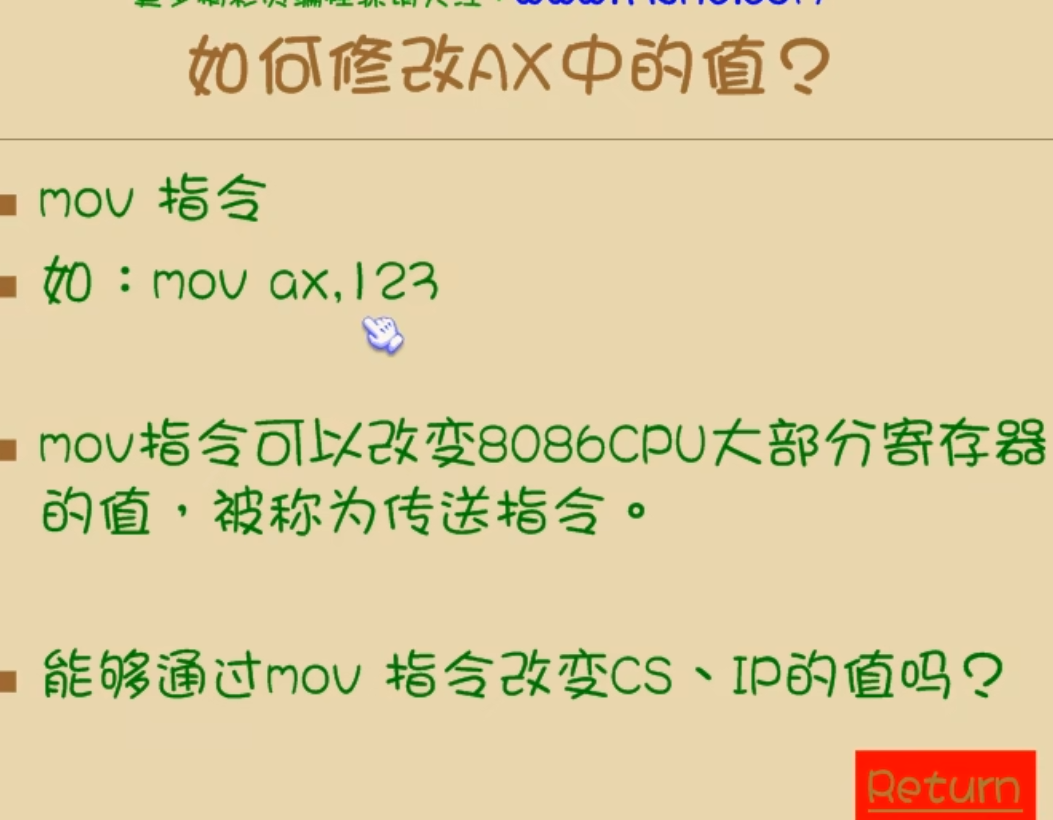 如何修改AX中的值？
mov 指令
如：mov ax,123
mov指令可以改变8086CPU大部分寄存器
的值，被称为传送指令。
能够通过mov 指令改变CS、IP的值吗？
Return